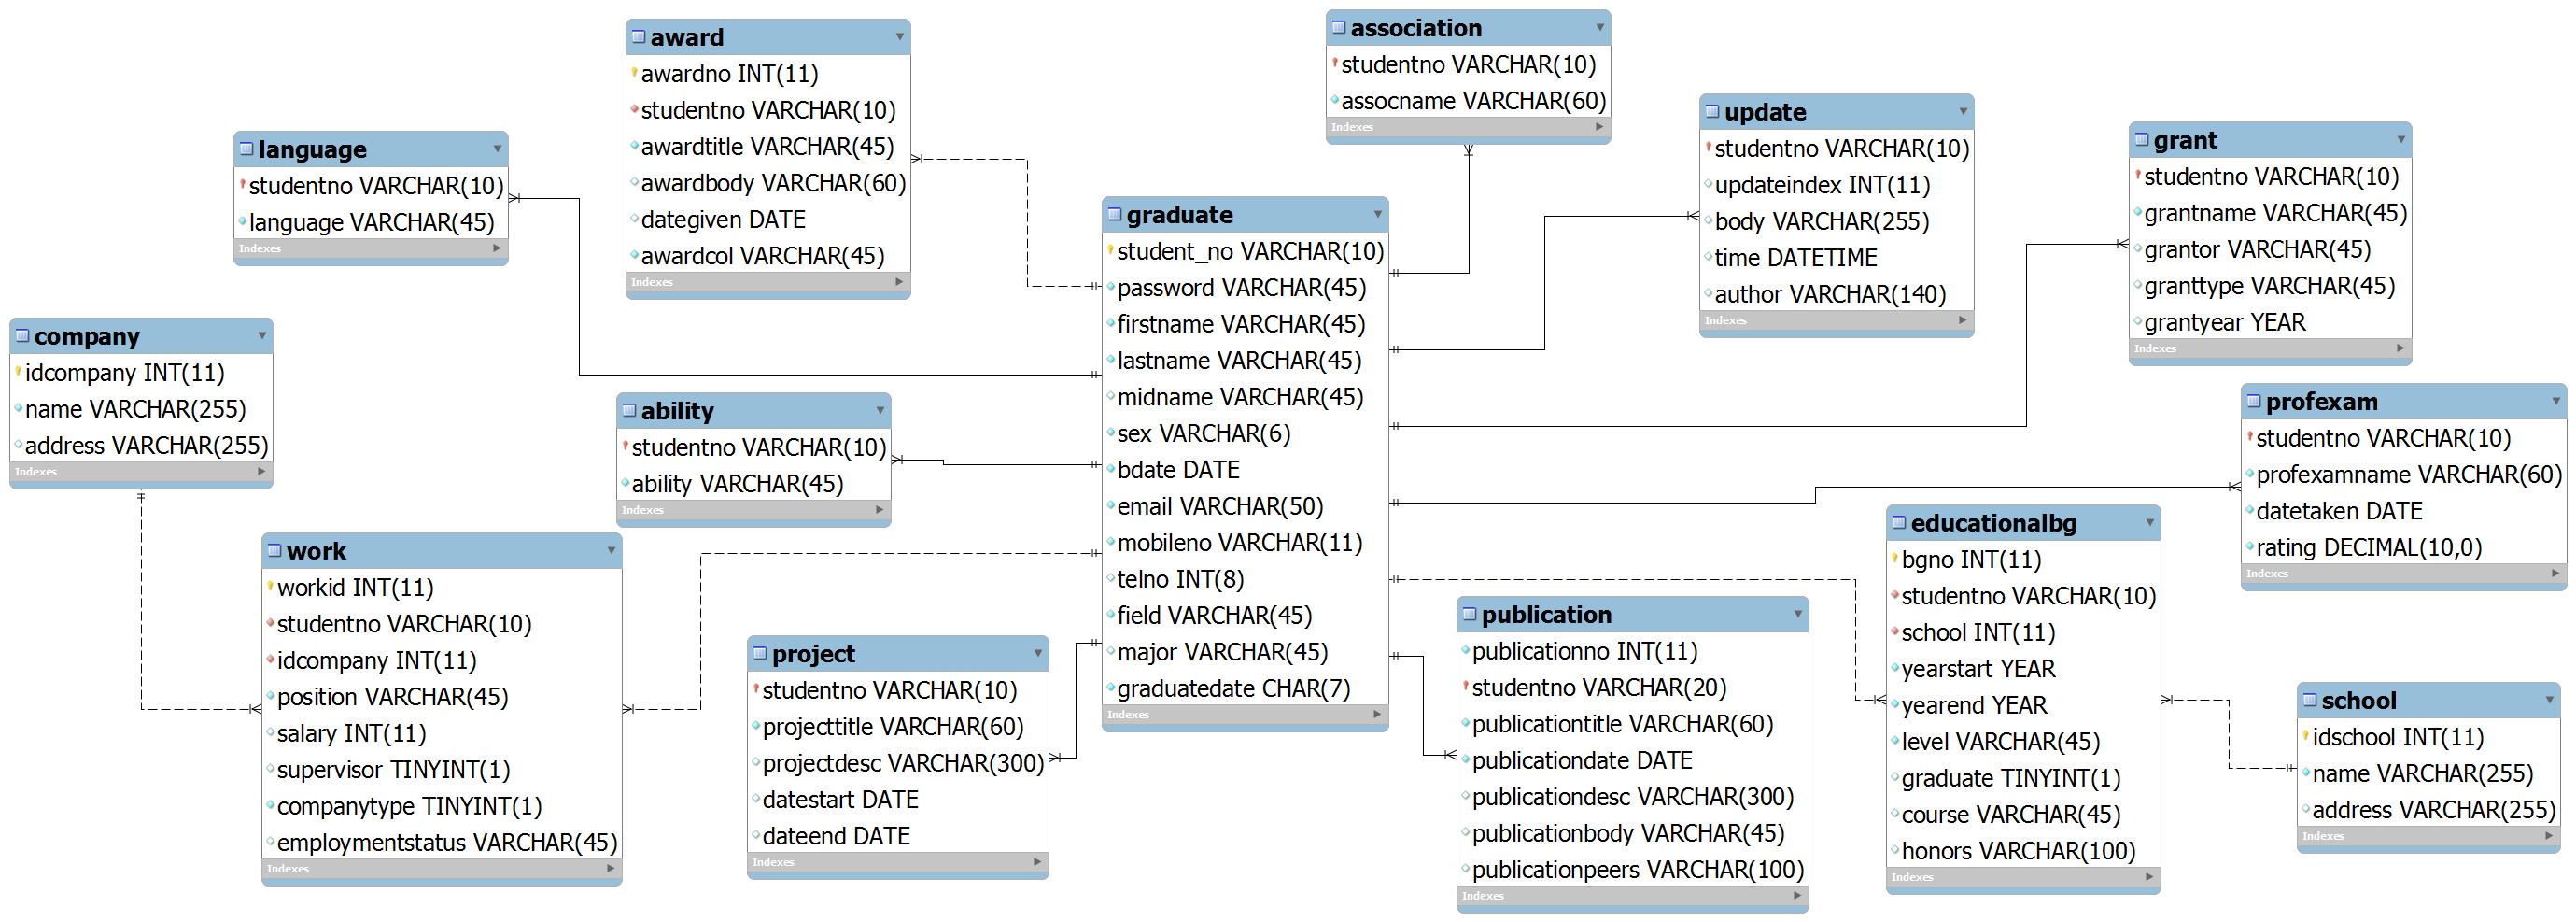 award
awardno INT(11)
studentno VARCHAR(10)
awardtitle VARCHAR(45)
awardbody VARCHAR(60)
dategiven DATE
awardcol VARCHAR(45)
Indexes
association
studentno VARCHAR(10)
assocname VARCHAR(60)
Indexes
update
studentno VARCHAR(10)
updateindex INT(11)
body VARCHAR(255)
time DATETIME
author VARCHAR(140)
Indexes
grant
studentno VARCHAR(10)
grantname VARCHAR(45)
grantor VARCHAR(45)
granttype VARCHAR(45)
grantyear YEAR
Indexes
language
studentno VARCHAR(10)
language VARCHAR(45)
Indexes
graduate
student_no VARCHAR(10)
password VARCHAR(45)
firstname VARCHAR(45)
lastname VARCHAR(45)
midname VARCHAR(45)
sex VARCHAR(6)
bdate DATE
email VARCHAR(50)
mobileno VARCHAR(11)
telno INT(8)
field VARCHAR(45)
major VARCHAR(45)
graduatedate CHAR(7)
Indexes
company
idcompany INT(11)
name VARCHAR(255)
address VARCHAR(255)
Indexes
ability
studentno VARCHAR(10)
ability VARCHAR(45)
Indexes
profexam
studentno VARCHAR(10)
profexamname VARCHAR(60)
datetaken DATE
rating DECIMAL(10,0)
Indexes
work
workid INT(11)
studentno VARCHAR(10)
idcompany INT(11)
position VARCHAR(45)
salary INT(11)
supervisor TINYINT(1)
companytype TINYINT(1)
employmentstatus VARCHAR(45)
Indexes
project
studentno VARCHAR(10)
projecttitle VARCHAR(60)
projectdesc VARCHAR(300)
datestart DATE
dateend DATE
Indexes
publication
publicationno INT(11)
studentno VARCHAR(20)
publicationtitle VARCHAR(60)
publicationdate DATE
publicationdesc VARCHAR(300)
publicationbody VARCHAR(45)
publicationpeers VARCHAR(100)
Indexes
educationalbg
bgno INT(11)
studentno VARCHAR(10)
school INT(11)
yearstart YEAR
yearend YEAR
level VARCHAR(45)
graduate TINYINT(1)
course VARCHAR(45)
honors VARCHAR(100)
Indexes
school
idschool INT(11)
name VARCHAR(255)
address VARCHAR(255)
Indexes